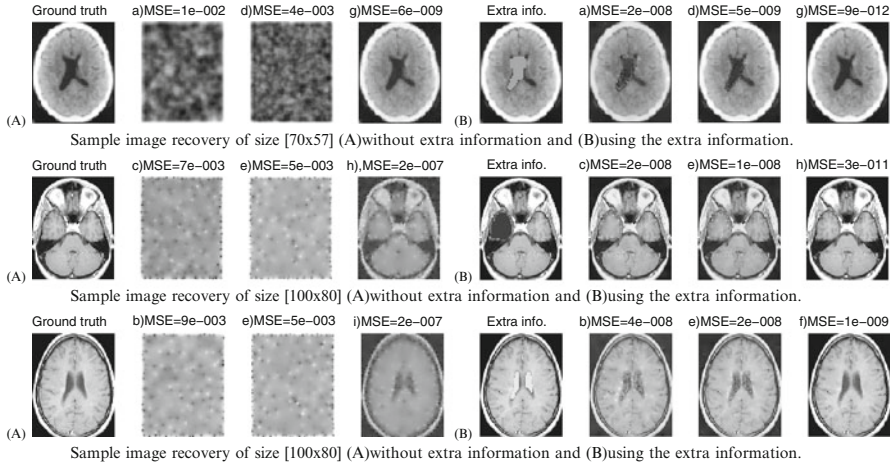 Ground truth a)MSE=1e-002 d)MSE=4e-003 g)MSE=6e-009 Extra info. a)MSE=2e-008 d)MSE=5e-009 g)MSE=9e-012
(A) (B)
Sample image recovery of size [70x57] (A)without extra information and (B)using the extra information.
Ground truth c)MSE=7e-003 e)MSE=5e-003 h),MSE=2e-007 Extra info. c)MSE=2e-008 e)MSE=1e-008 h)MSE=3e-011
(A) (B)
Sample image recovery of size [100x80] (A)without extra information and (B)using the extra information.
Ground truth b)MSE=9e-003 e)MSE=5e-003 i)MSE=2e-007 Extra info. b)MSE=4e-008 e)MSE=2e-008 f)MSE=1e-009
(A) (B)
Sample image recovery of size [100x80] (A)without extra information and (B)using the extra information.